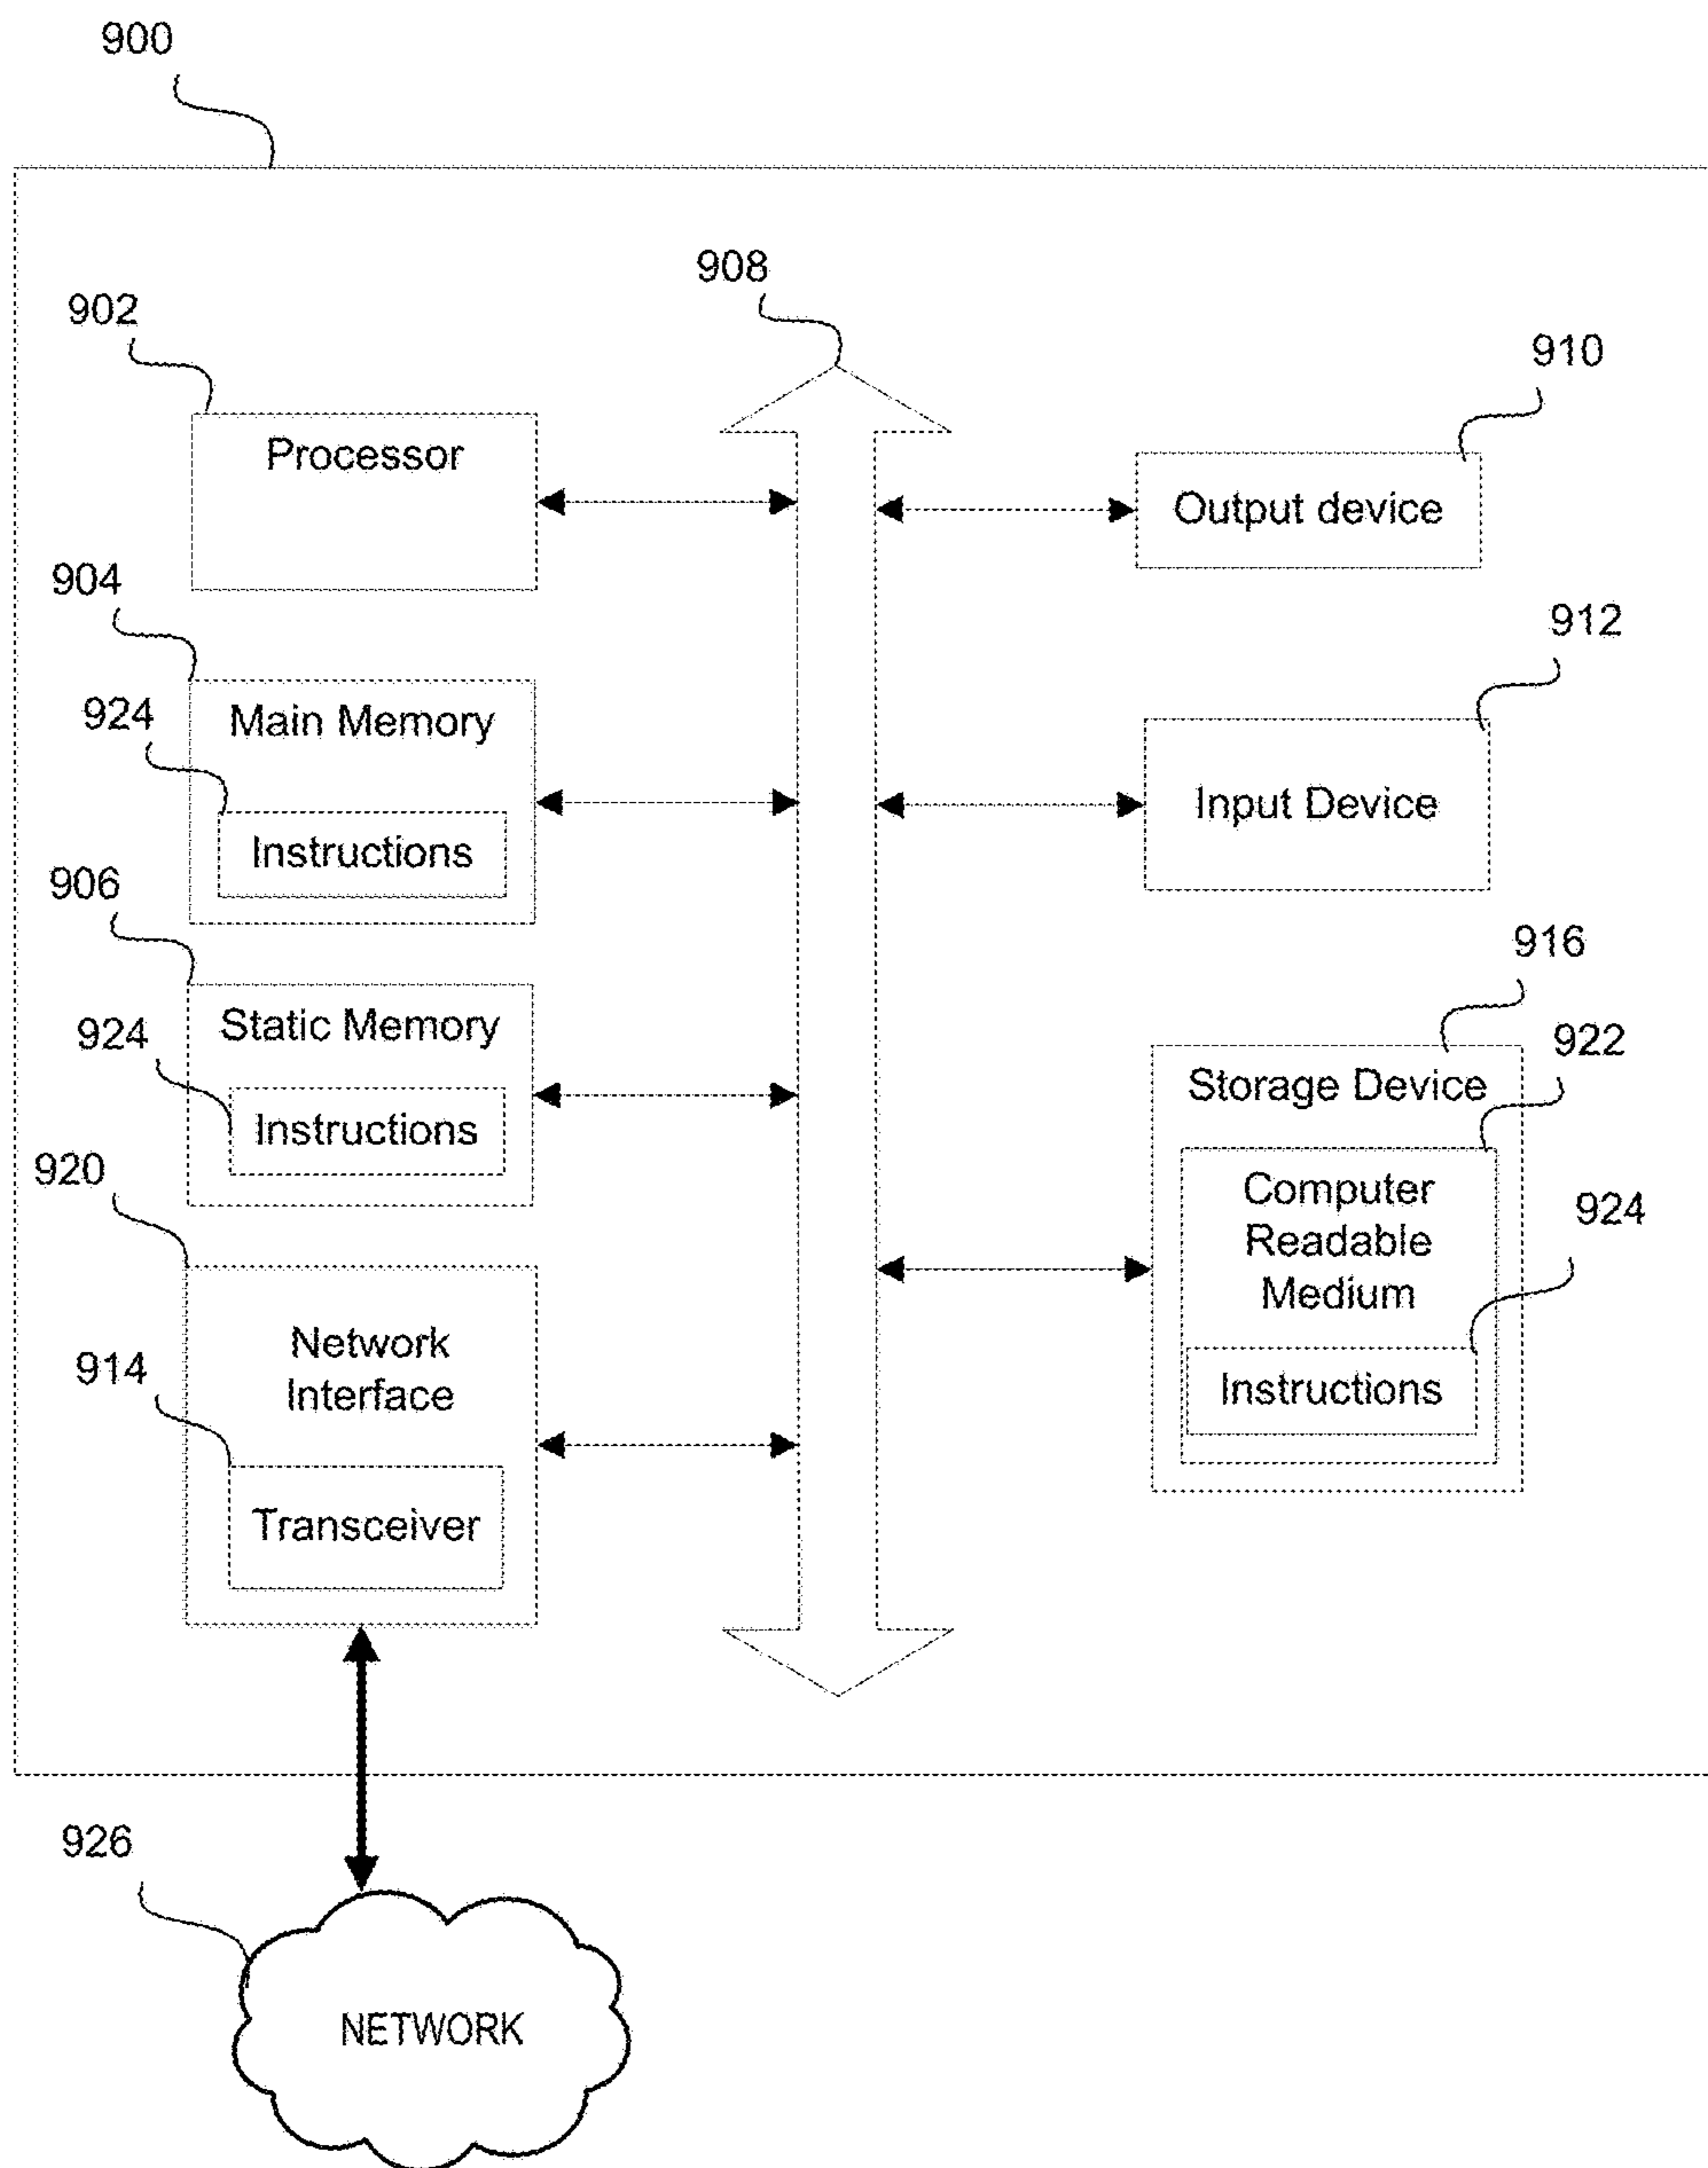 900
908
902
910
Processor
Output device
904
912
924
Main Memory
Input Device
Instructions
906
916
924
Static Memory
922
Storage Device
Instructions
920
Computer
Readable
Medium
924
Network
Interface
914
Instructions
Transceiver
926
NETWORK